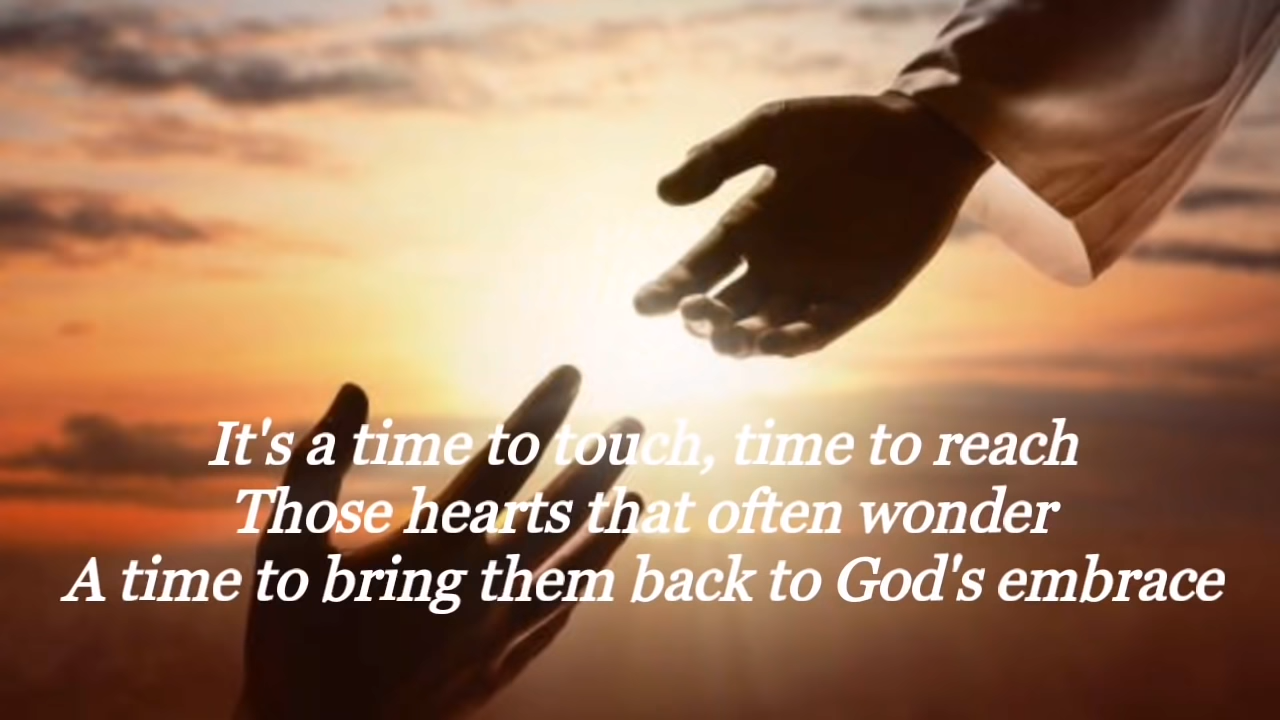 It's a time to touch, time to reach
Those hearts that often wonder
A time to bring them back to God's embrace